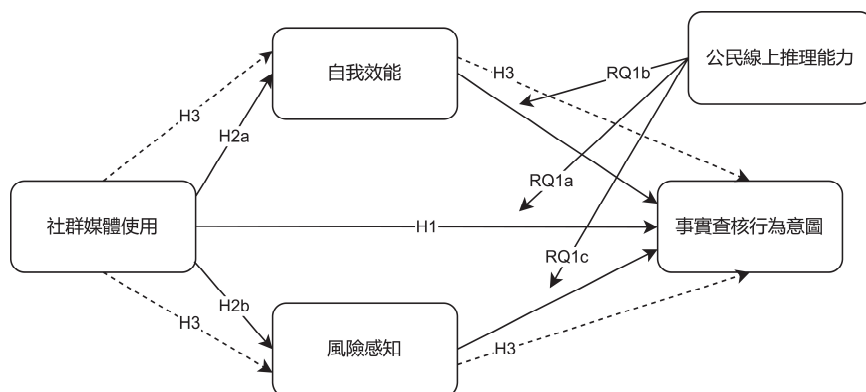 公民線上推理能力
自我效能
H3
RQ1b
H3
H2a
RQ1a
社群媒體使用
H1
事實查核行為意圖
RQ1c
H2b
H3
風險感知
H3